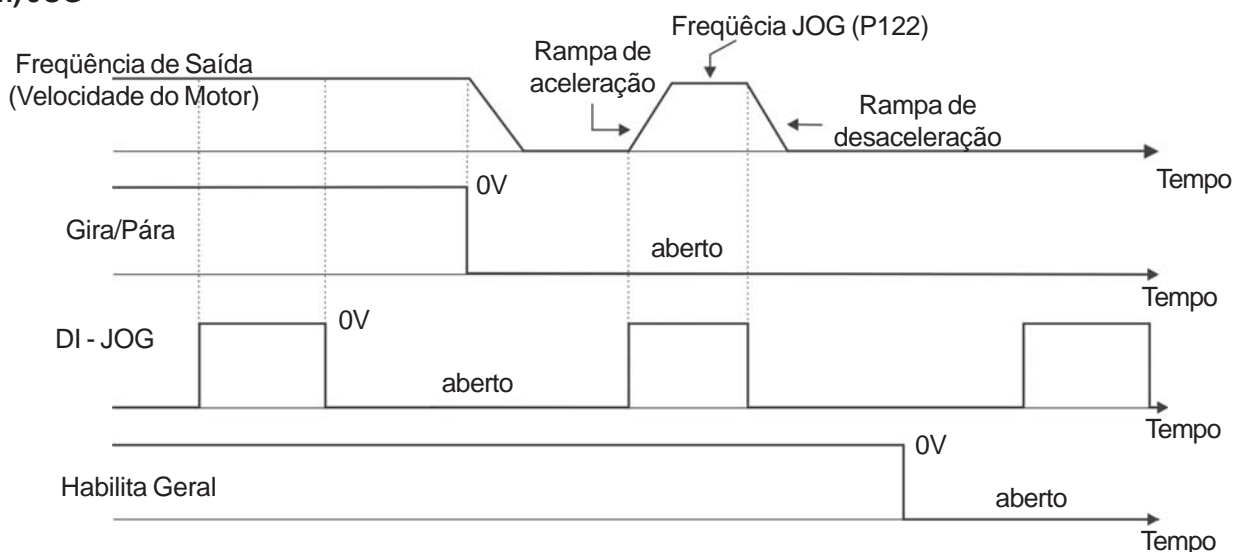 JOG
Freqüêcia JOG (P122)
Rampa de
aceleração
Freqüência de Saída
(Velocidade do Motor)
Rampa de
desaceleração
Tempo
0V
Gira/Pára
aberto
Tempo
0V
DI - JOG
aberto
Tempo
0V
Habilita Geral
aberto
Tempo